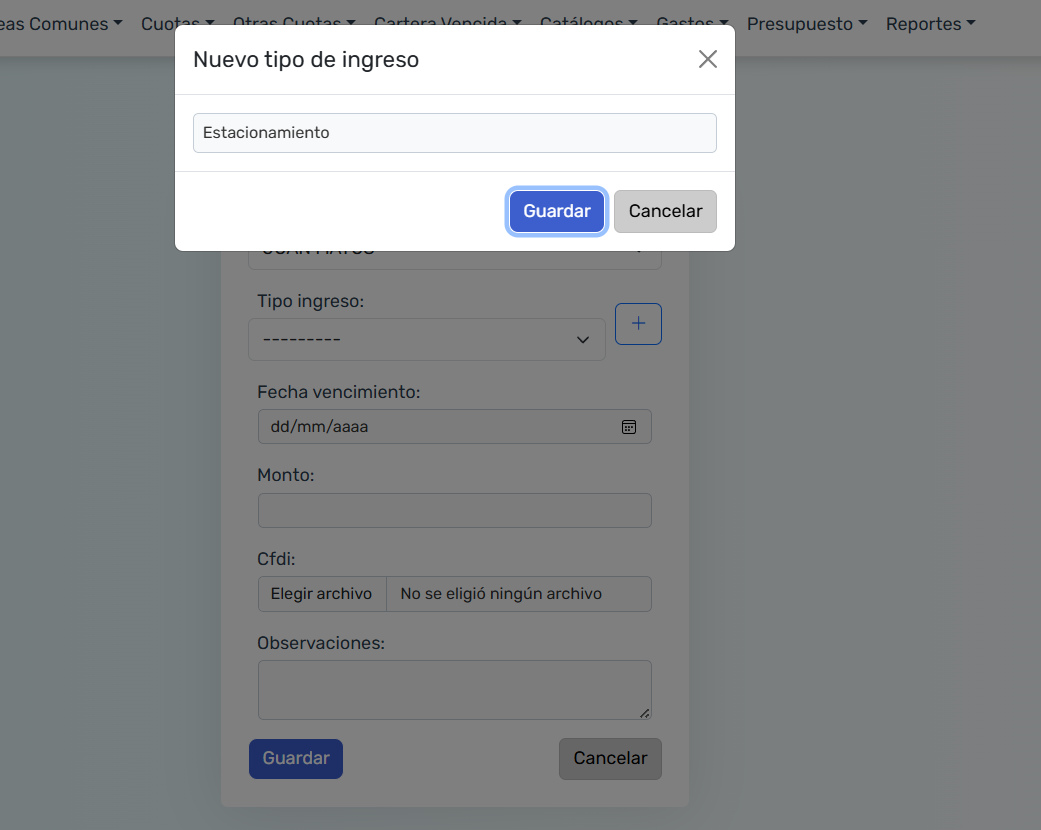 eas Comunes Cuotas Otras Cuotas Cartera Vencida Catálogos Gastos Presupuesto Reportes
Nuevo tipo de ingreso
Estacionamiento
Guardar Cancelar
Tipo ingreso:
---------
Fecha vencimiento:
dd/mm/aaaa
Monto:
Cfdi:
Elegir archivo No se eligió ningún archivo
Observaciones:
Guardar Cancelar